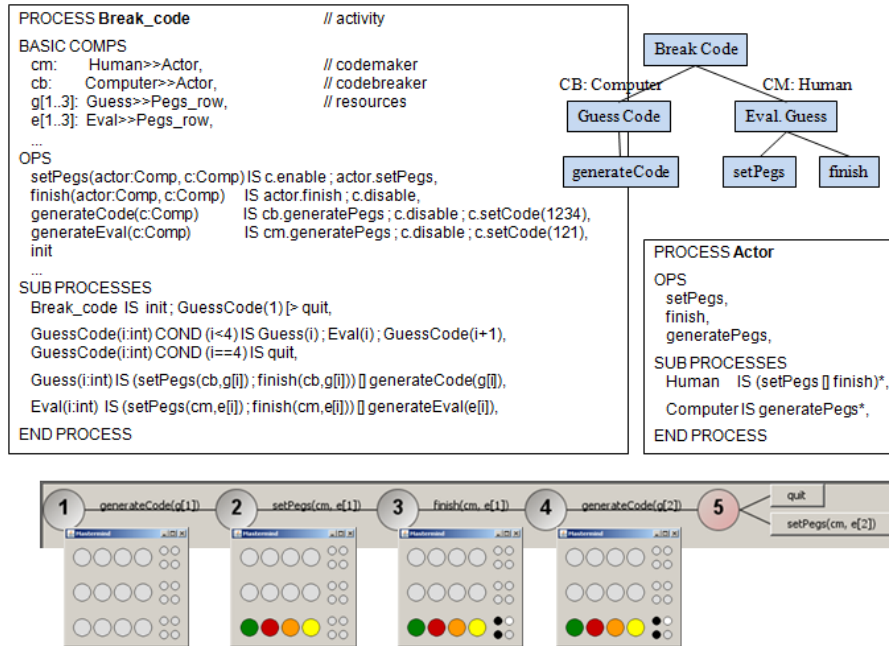 PROCESS Break_code // activity
BASIC COMPS
cm: Human>>Actor, // codemaker
cb: Computer>>Actor, // codebreaker
g[1..3]: Guess>>Pegs_row, // resources
e[1..3]: Eval>>Pegs_row,
...
OPS
setPegs(actor:Comp, c:Comp) IS c.enable ; actor.setPegs,
finish(actor:Comp, c:Comp) IS actor.finish ; c.disable,
generateCode(c:Comp) IS cb.generatePegs ; c.disable ; c.setCode(1234),
generateEval(c:Comp) IS cm.generatePegs ; c.disable ; c.setCode(121),
init
...
SUB PROCESSES
Break_code IS init ; GuessCode(1) [> quit,
GuessCode(i:int) COND (i<4) IS Guess(i) ; Eval(i) ; GuessCode(i+1),
GuessCode(i:int) COND (i==4) IS quit,
Guess(i:int) IS (setPegs(cb,g[i]) ; finish(cb,g[i])) [] generateCode(g[i]),
Eval(i:int) IS (setPegs(cm,e[i]) ; finish(cm,e[i])) [] generateEval(e[i]),
END PROCESS
Break Code
CB: Computer CM: Human
Guess Code Eval. Guess
generateCode setPegs finish
PROCESS Actor
OPS
setPegs,
finish,
generatePegs,
SUB PROCESSES
Human IS (setPegs [] finish)*,
Computer IS generatePegs*,
END PROCESS
1 generateCode(g[1]) 2 setPegs(cm, e[1]) 3 finish(cm, e[1]) 4 generateCode(g[2]) 5 quit
setPegs(cm, e[2])
Mastermind Mastermind Mastermind Mastermind